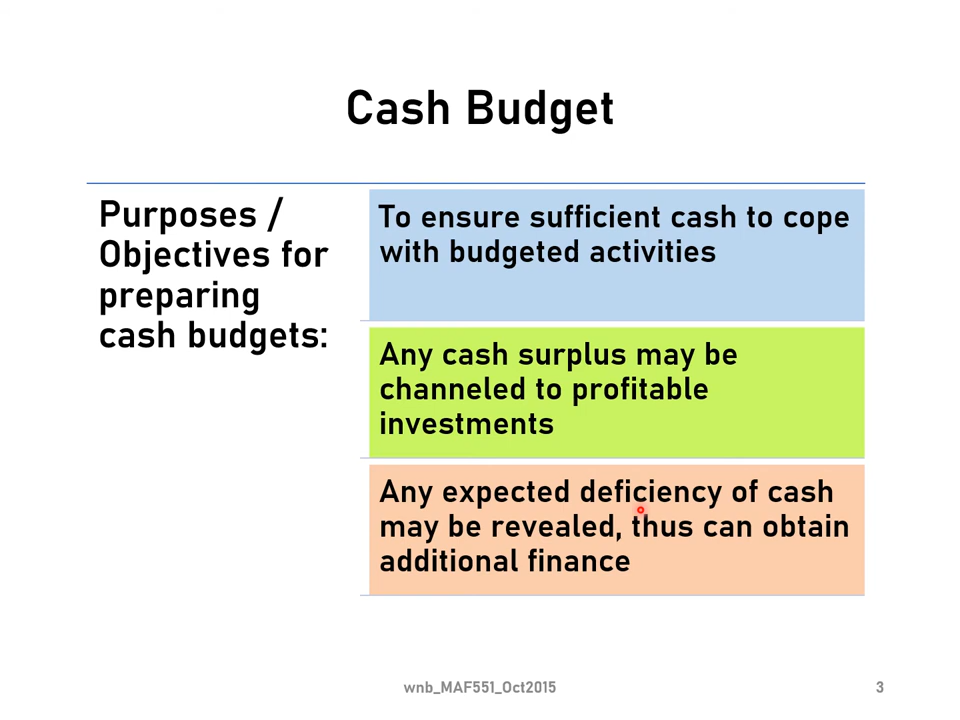 Cash Budget
Purposes /
Objectives for
preparing
cash budgets:
To ensure sufficient cash to cope
with budgeted activities
Any cash surplus may be
channeled to profitable
investments
Any expected deficiency of cash
may be revealed, thus can obtain
additional finance
wnb_MAF551_Oct2015
3